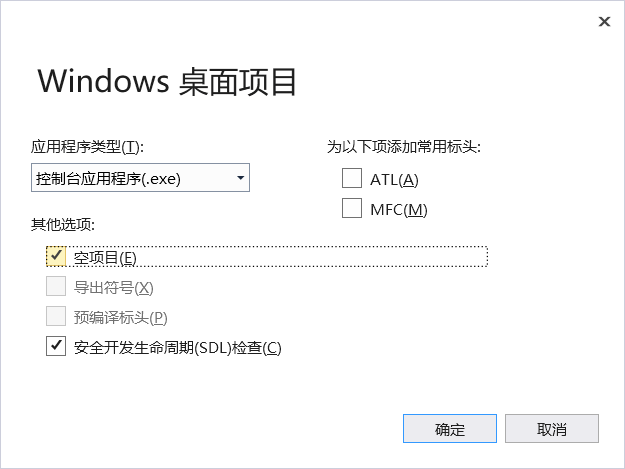 Windows 桌面项目
应用程序类型(T):
控制台应用程序(.exe)
为以下项添加常用标头:
ATL(A)
MFC(M)
其他选项:
空项目(E)
导出符号(X)
预编译标头(P)
安全开发生命周期(SDL)检查(C)
确定
取消